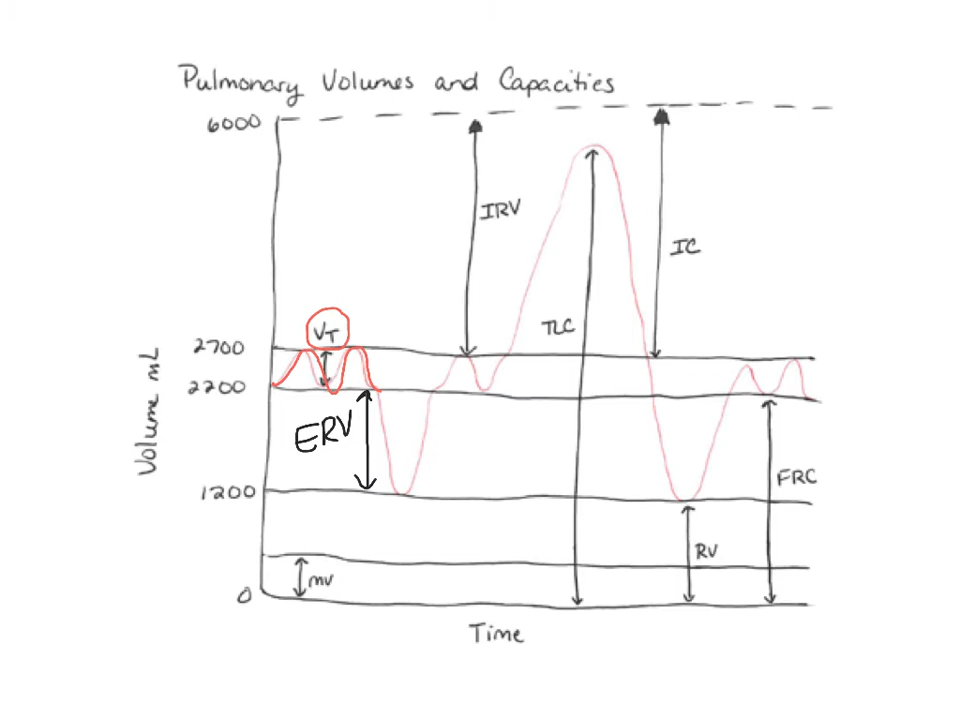 Pulmonary Volumes and Capacities
6000
IRV
IC
TLC
VT
2700
2200
ERV
FRC
1200
RV
mv
0
Volume mL
Time